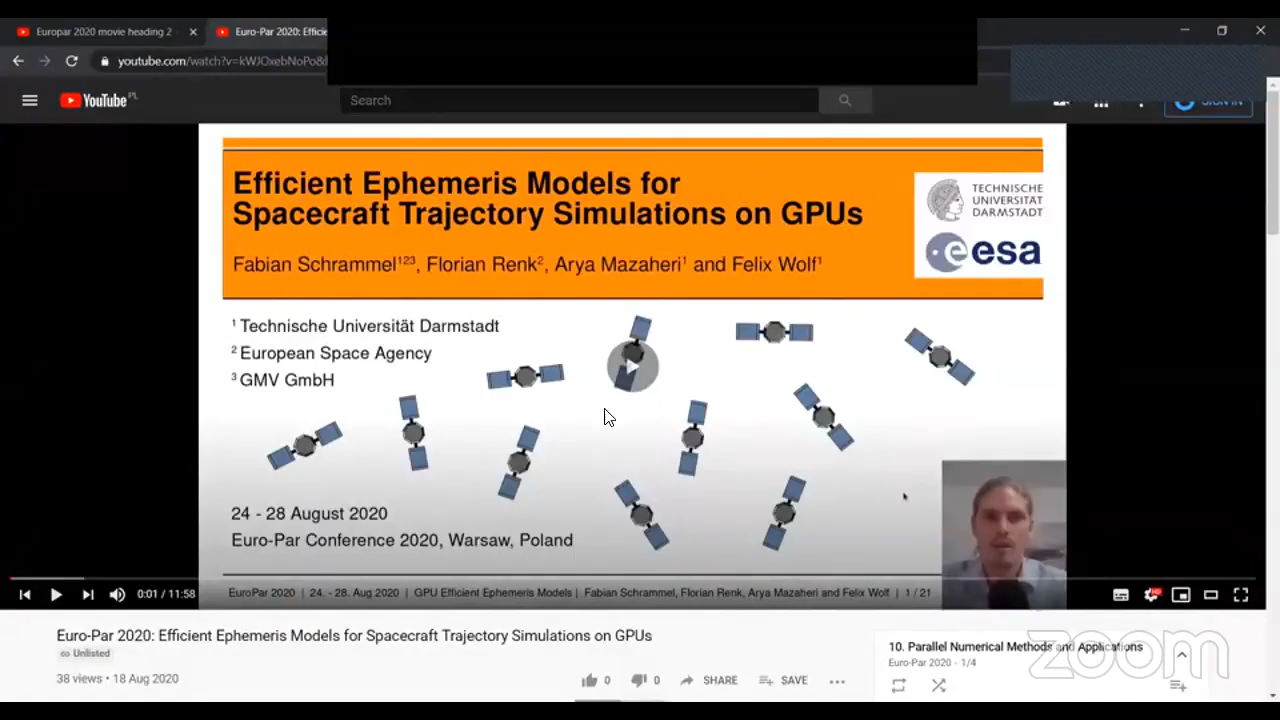 Europar 2020 movie heading 2
Euro-Par 2020: Efficie
youtube.com/watch?v=kWJOxebNoPo&
YouTube PL
Search
SIGN IN
Efficient Ephemeris Models for
Spacecraft Trajectory Simulations on GPUs
TECHNISCHE
UNIVERSITÄT
DARMSTADT
esa
Fabian Schrammel¹²³, Florian Renk², Arya Mazaheri¹ and Felix Wolf¹
¹ Technische Universität Darmstadt
² European Space Agency
³ GMV GmbH
24 - 28 August 2020
Euro-Par Conference 2020, Warsaw, Poland
EuroPar 2020 | 24. - 28. Aug 2020 | GPU Efficient Ephemeris Models | Fabian Schrammel, Florian Renk, Arya Mazaheri and Felix Wolf | 1 / 21
0:01 / 11:58
HD
Euro-Par 2020: Efficient Ephemeris Models for Spacecraft Trajectory Simulations on GPUs
Unlisted
38 views • 18 Aug 2020
0
0
SHARE
SAVE
10. Parallel Numerical Methods and Applications
Euro-Par 2020 - 1/4
zoom